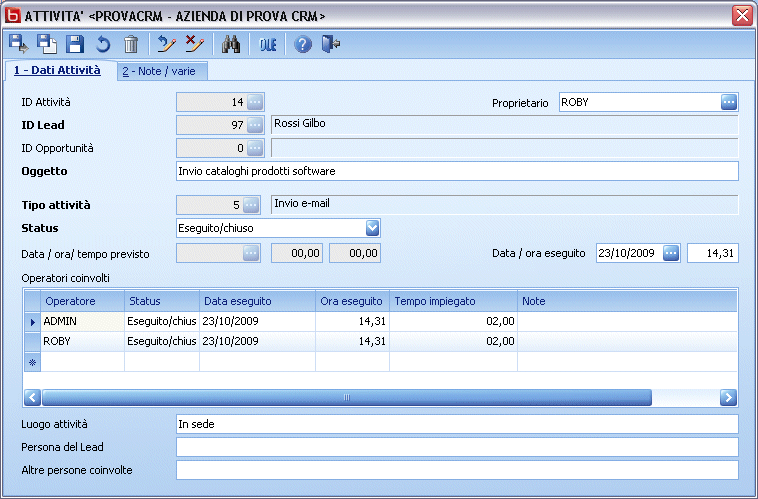 ATTIVITA' <PROVACRM - AZIENDA DI PROVA CRM>
OLE
1 - Dati Attività 2 - Note / varie
ID Attività 14 Proprietario ROBY
ID Lead 97 Rossi Gilbo
ID Opportunità 0
Oggetto Invio cataloghi prodotti software
Tipo attività 5 Invio e-mail
Status Eseguito/chiuso
Data / ora/ tempo previsto 00,00 00,00 Data / ora eseguito 23/10/2009 14,31
Operatori coinvolti
Operatore Status Data eseguito Ora eseguito Tempo impiegato Note
ADMIN Eseguito/chius 23/10/2009 14,31 02,00
ROBY Eseguito/chius 23/10/2009 14,31 02,00
Luogo attività In sede
Persona del Lead
Altre persone coinvolte